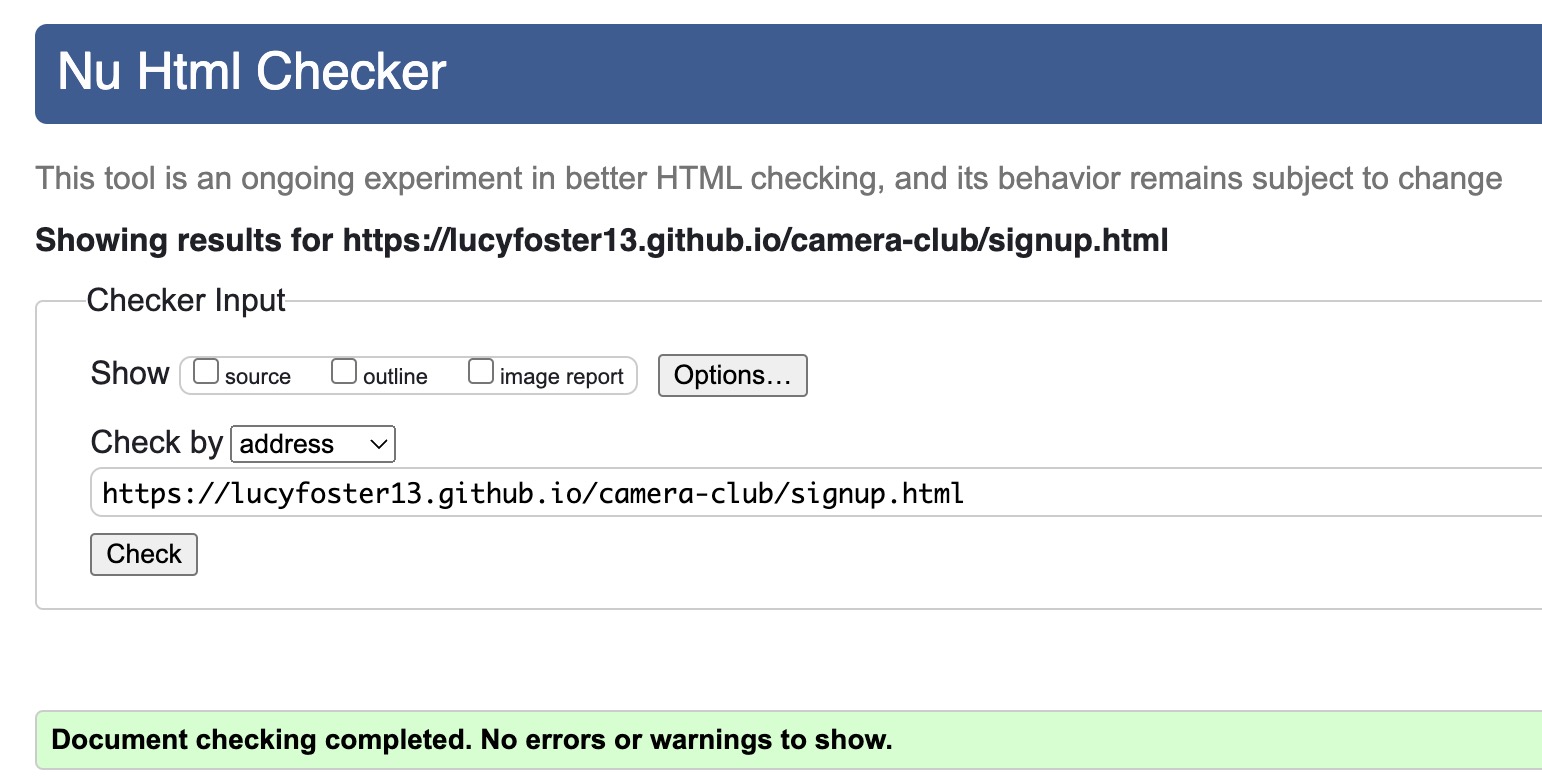 Nu Html Checker
This tool is an ongoing experiment in better HTML checking, and its behavior remains subject to change
Showing results for https://lucyfoster13.github.io/camera-club/signup.html
Checker Input
Show source outline image report Options…
Check by address
https://lucyfoster13.github.io/camera-club/signup.html
Check
Document checking completed. No errors or warnings to show.